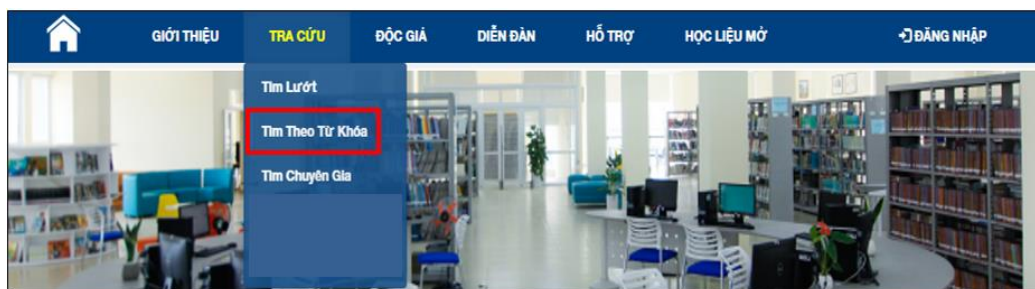 GIỚI THIỆU TRA CỨU ĐỘC GIẢ DIỄN ĐÀN HỖ TRỢ HỌC LIỆU MỞ ĐĂNG NHẬP
Tìm Lướt
Tìm Theo Từ Khóa
Tìm Chuyên Gia